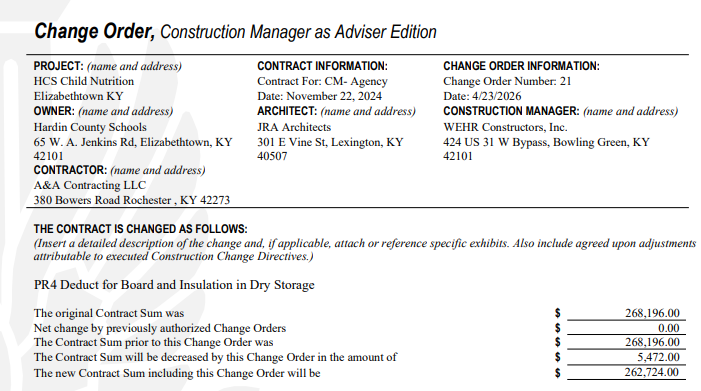 Change Order, Construction Manager as Adviser Edition
PROJECT: (name and address)
HCS Child Nutrition
Elizabethtown KY
OWNER: (name and address)
Hardin County Schools
65 W. A. Jenkins Rd, Elizabethtown, KY
42101
CONTRACTOR: (name and address)
A&A Contracting LLC
380 Bowers Road Rochester , KY 42273
CONTRACT INFORMATION:
Contract For: CM- Agency
Date: November 22, 2024
ARCHITECT: (name and address)
JRA Architects
301 E Vine St, Lexington, KY
40507
CHANGE ORDER INFORMATION:
Change Order Number: 21
Date: 4/23/2026
CONSTRUCTION MANAGER: (name and address)
WEHR Constructors, Inc.
424 US 31 W Bypass, Bowling Green, KY
42101
THE CONTRACT IS CHANGED AS FOLLOWS:
(Insert a detailed description of the change and, if applicable, attach or reference specific exhibits. Also include agreed upon adjustments
attributable to executed Construction Change Directives.)
PR4 Deduct for Board and Insulation in Dry Storage
The original Contract Sum was $ 268,196.00
Net change by previously authorized Change Orders $ 0.00
The Contract Sum prior to this Change Order was $ 268,196.00
The Contract Sum will be decreased by this Change Order in the amount of $ 5,472.00
The new Contract Sum including this Change Order will be $ 262,724.00